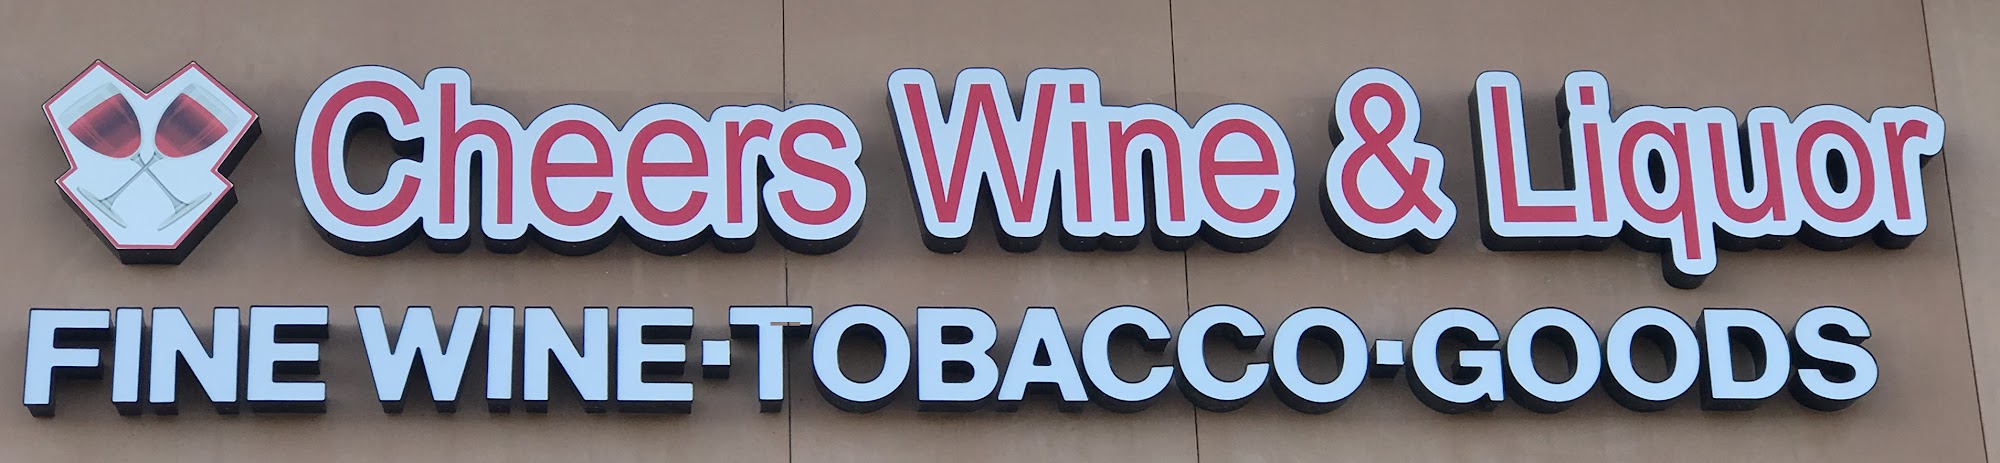 Cheers Wine & Liquor
FINE WINE·TOBACCO·GOODS